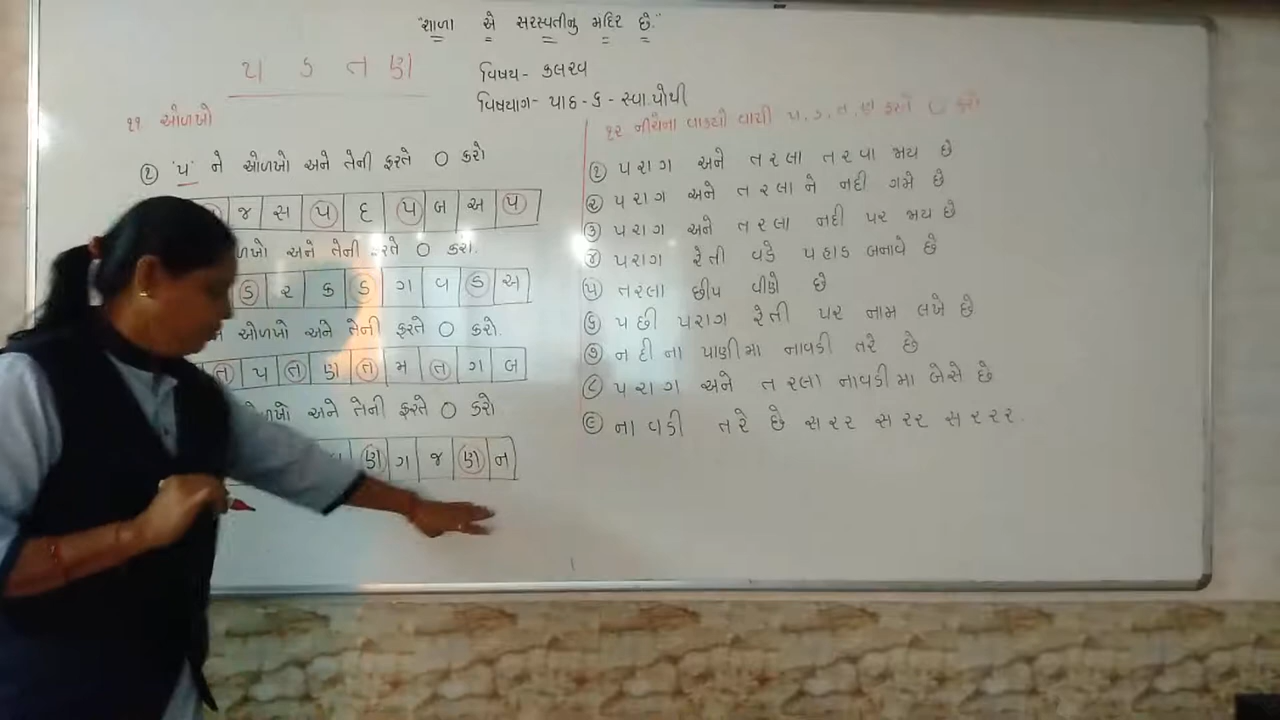 "શાળા એ સરસ્વતીનુ મંદિર છે."
પ ક ત ણ
વિષય- કલરવ
વિષયાગ- પાઠ - ૬ - સ્વા.પોથી
૧૧ ઓળખો
૧ 'પ' ને ઓળખો અને તેની ફરતે O કરો
જ સ પ દ પ બ અ પ
ળખો અને તેની ફરતે O કરો.
ક ર ક ક ગ વ ક અ
ઓળખો અને તેની ફરતે O કરો.
ત પ ત ણ ત મ ત ગ બ
ળખો અને તેની ફરતે O કરો
ણ ગ જ ણ ન
૧૨ નીચેના વાક્યો વાંચી પ, ગ, ન, ણ ફરતે O કરો
૧ પરાગ અને તરલા તરવા જાય છે
૨ પરાગ અને તરલાને નદી ગમે છે
૩ પરાગ અને તરલા નદી પર જાય છે
૪ પરાગ રેતી વડે પહાડ બનાવે છે
૫ તરલા છીપ વીણે છે
૬ પછી પરાગ રેતી પર નામ લખે છે
૭ નદીના પાણીમા નાવડી તરે છે
૮ પરાગ અને તરલા નાવડીમા બેસે છે
૯ નાવડી તરે છે સરર સરર સરરર.